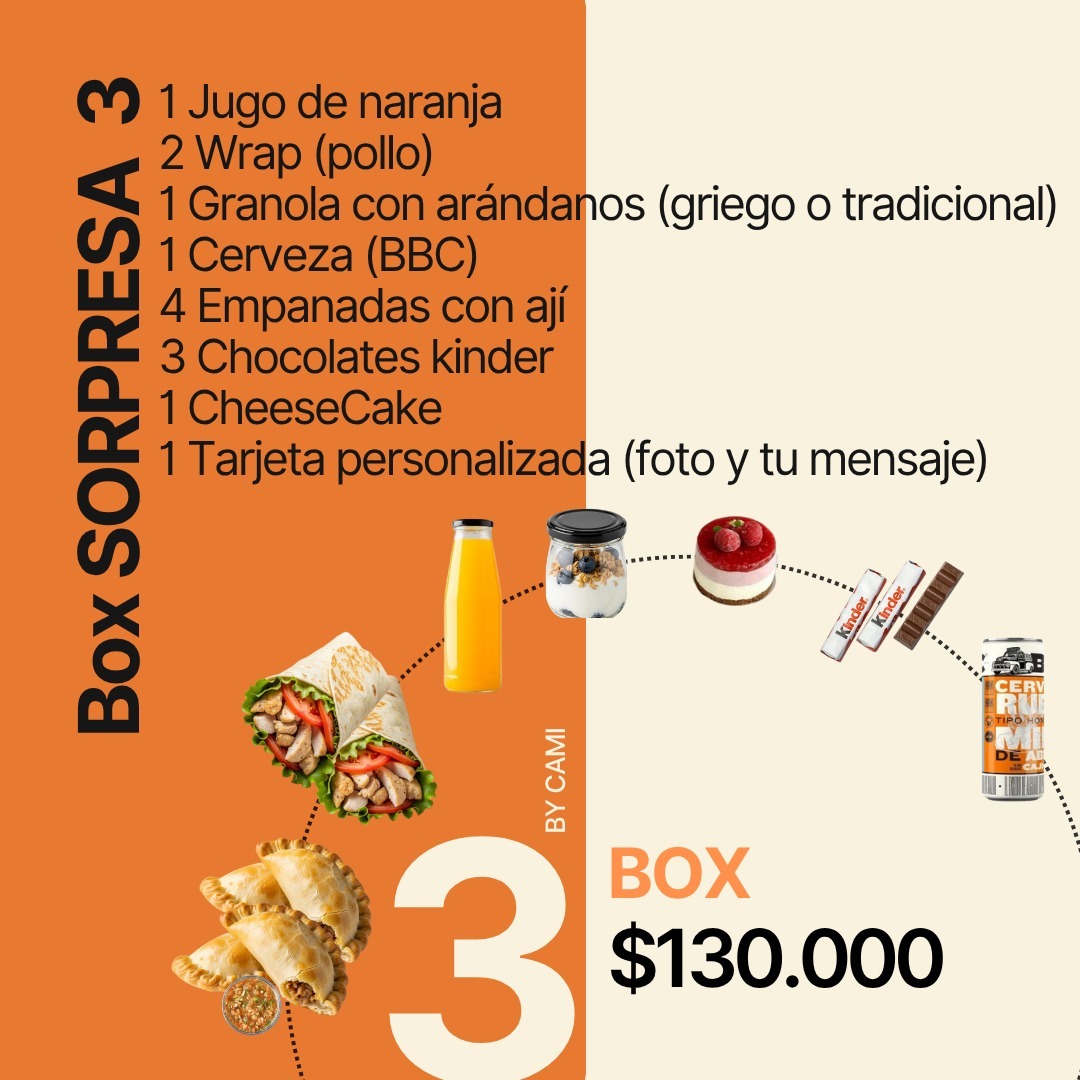 Box SORPRESA 3
1 Jugo de naranja
2 Wrap (pollo)
1 Granola con arándanos (griego o tradicional)
1 Cerveza (BBC)
4 Empanadas con ají
3 Chocolates kinder
1 CheeseCake
1 Tarjeta personalizada (foto y tu mensaje)
Kinder
Kinder
B
CERV
RU
TIPO HON
MI
DE AB
CAJ
BY CAMI
3
BOX
$130.000